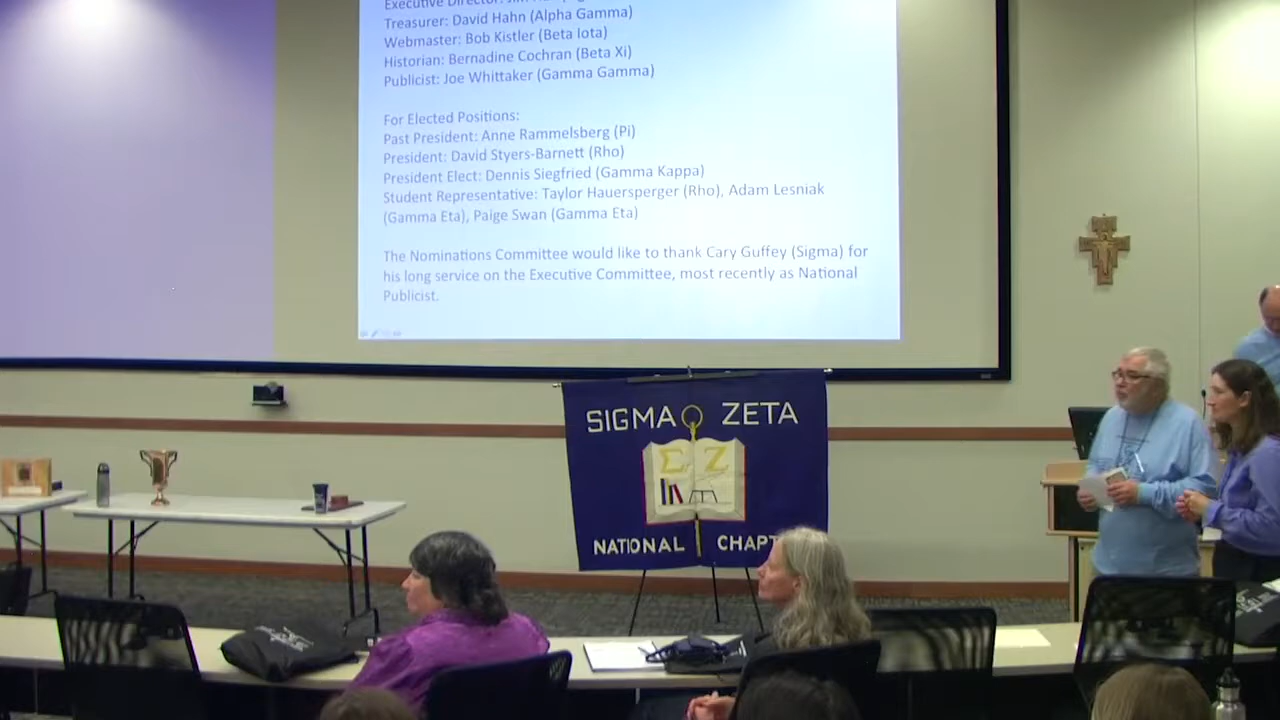 Executive Director: Jim
Treasurer: David Hahn (Alpha Gamma)
Webmaster: Bob Kistler (Beta Iota)
Historian: Bernadine Cochran (Beta Xi)
Publicist: Joe Whittaker (Gamma Gamma)
For Elected Positions:
Past President: Anne Rammelsberg (Pi)
President: David Styers-Barnett (Rho)
President Elect: Dennis Siegfried (Gamma Kappa)
Student Representative: Taylor Hauersperger (Rho), Adam Lesniak
(Gamma Eta), Paige Swan (Gamma Eta)
The Nominations Committee would like to thank Cary Guffey (Sigma) for
his long service on the Executive Committee, most recently as National
Publicist.
SIGMA ZETA
Σ Z
NATIONAL CHAPT